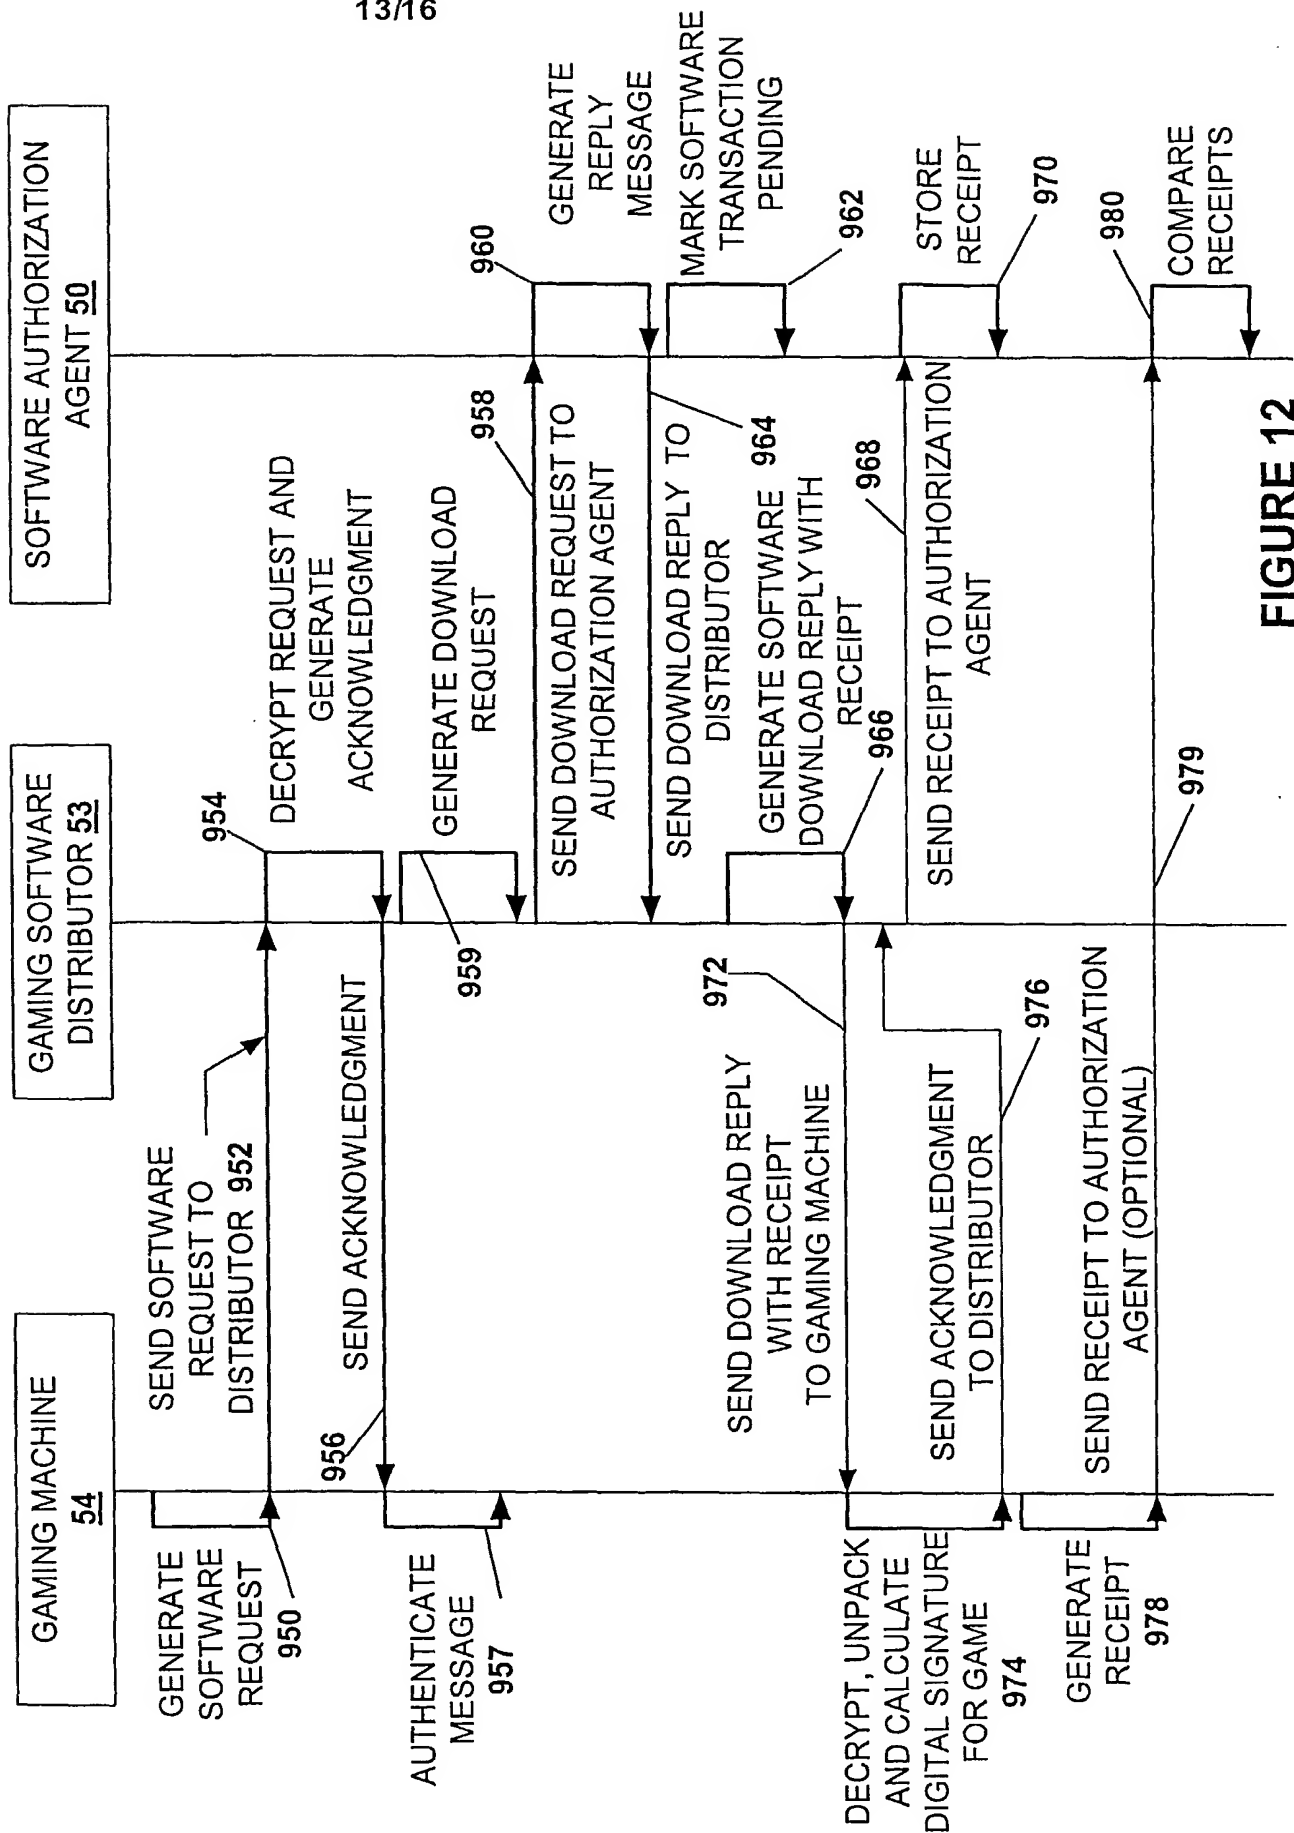 13/16
GAMING MACHINE
54
GAMING SOFTWARE
DISTRIBUTOR 53
SOFTWARE AUTHORIZATION
AGENT 50
GENERATE
SOFTWARE
REQUEST
950
SEND SOFTWARE
REQUEST TO
DISTRIBUTOR 952
954
DECRYPT REQUEST AND
GENERATE
ACKNOWLEDGMENT
956
SEND ACKNOWLEDGMENT
AUTHENTICATE
MESSAGE
957
959
GENERATE DOWNLOAD
REQUEST
958
SEND DOWNLOAD REQUEST TO
AUTHORIZATION AGENT
960
GENERATE
REPLY
MESSAGE
MARK SOFTWARE
TRANSACTION
PENDING
962
SEND DOWNLOAD REPLY TO
DISTRIBUTOR
964
GENERATE SOFTWARE
DOWNLOAD REPLY WITH
RECEIPT
966
972
SEND DOWNLOAD REPLY
WITH RECEIPT
TO GAMING MACHINE
968
SEND RECEIPT TO AUTHORIZATION
AGENT
STORE
RECEIPT
970
DECRYPT, UNPACK
AND CALCULATE
DIGITAL SIGNATURE
FOR GAME
974
SEND ACKNOWLEDGMENT
TO DISTRIBUTOR
976
GENERATE
RECEIPT
978
SEND RECEIPT TO AUTHORIZATION
AGENT (OPTIONAL)
979
980
COMPARE
RECEIPTS
FIGURE 12